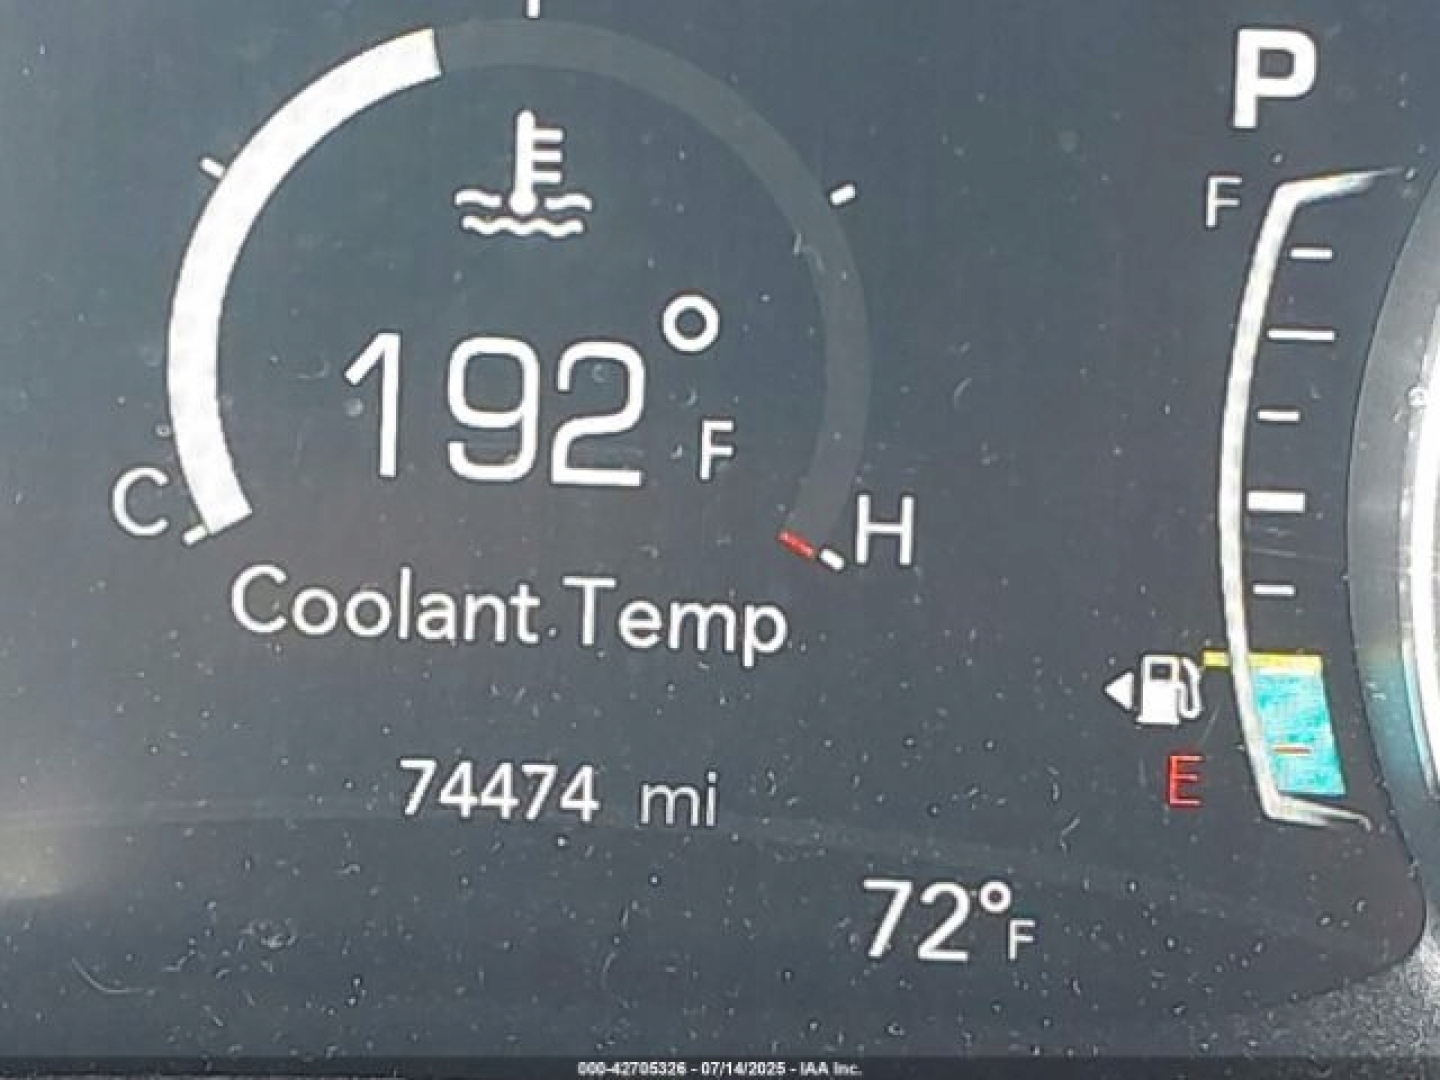 P
F
192°F
C
H
Coolant Temp
E
74474 mi
72°F
000-42705326 - 07/14/2025 - IAA Inc.